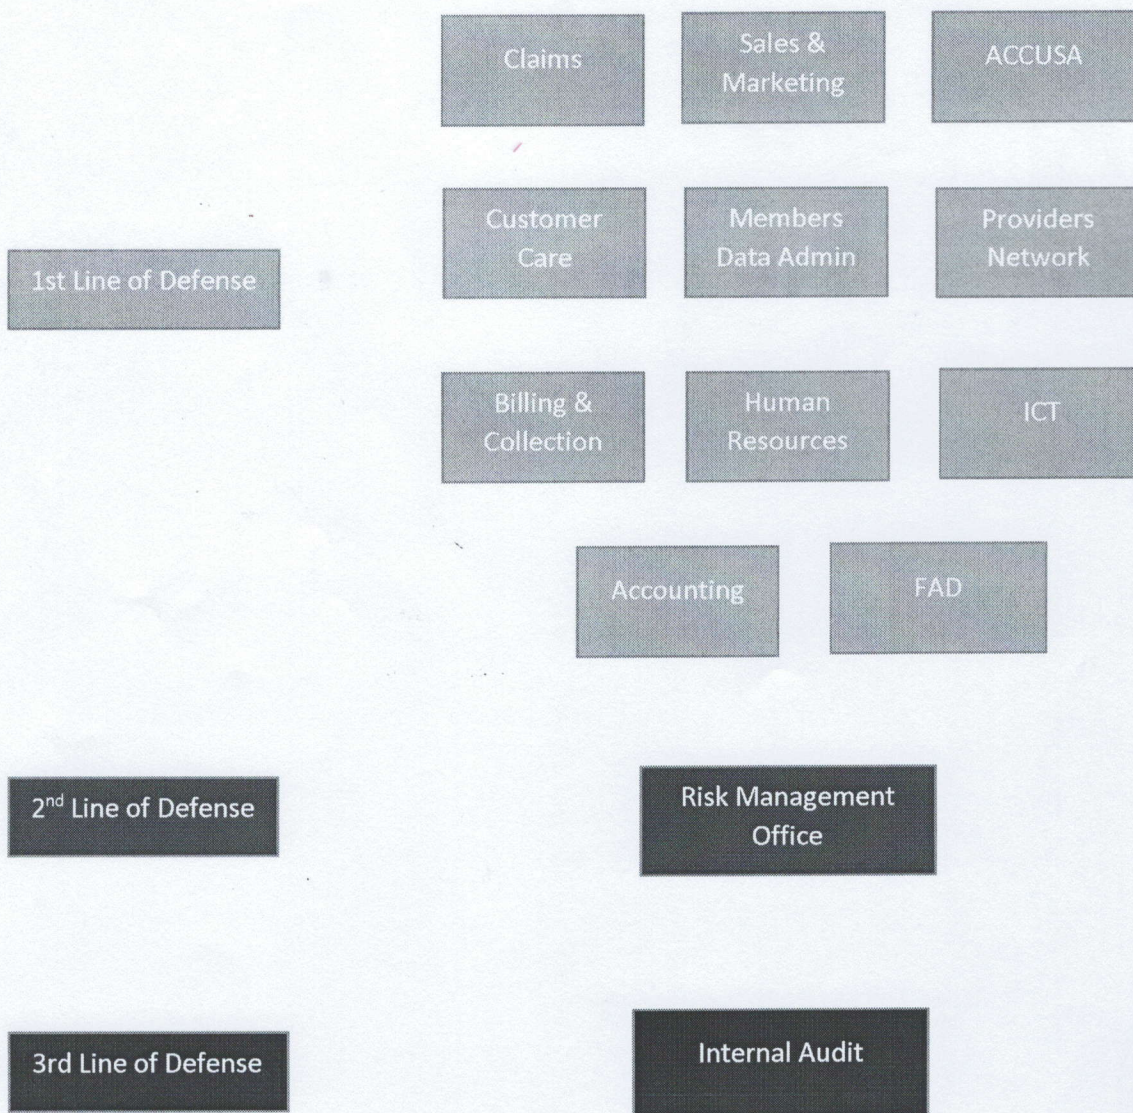 Claims
Sales &
Marketing
ACCUSA
Customer
Care
Members
Data Admin
Providers
Network
1st Line of Defense
Billing &
Collection
Human
Resources
ICT
Accounting
FAD
2nd Line of Defense
Risk Management
Office
3rd Line of Defense
Internal Audit